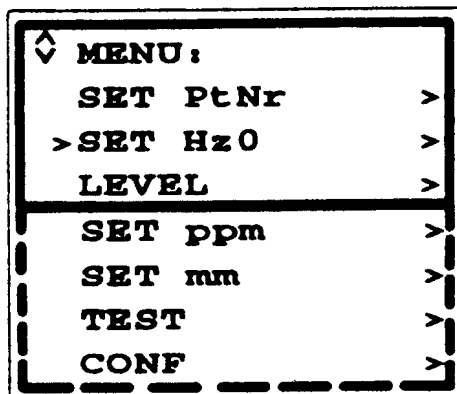 MENU:
SET PtNr >
>SET Hz0 >
LEVEL >
SET ppm >
SET mm >
TEST >
CONF >